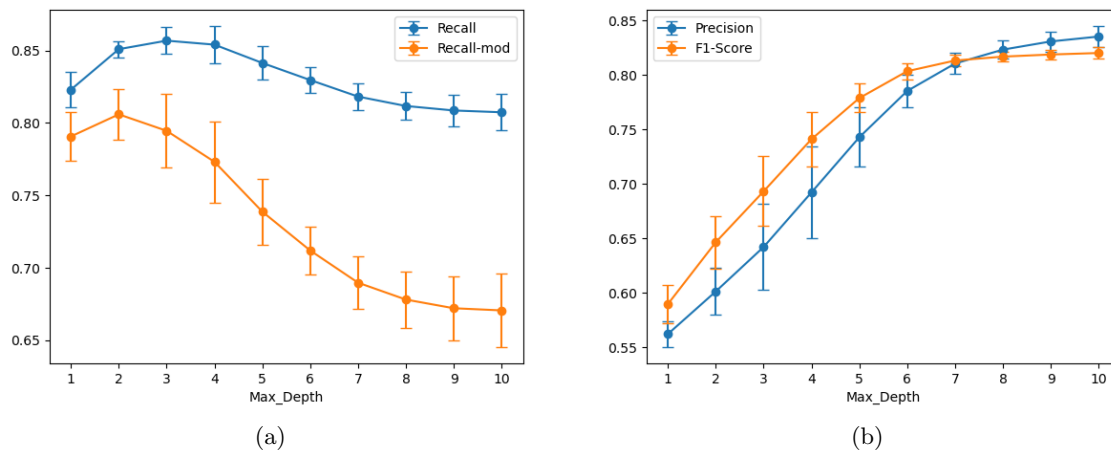 0.85
0.80
0.75
0.70
0.65
Recall
Recall-mod
1 2 3 4 5 6 7 8 9 10
Max_Depth
(a)
0.85
0.80
0.75
0.70
0.65
0.60
0.55
Precision
F1-Score
1 2 3 4 5 6 7 8 9 10
Max_Depth
(b)